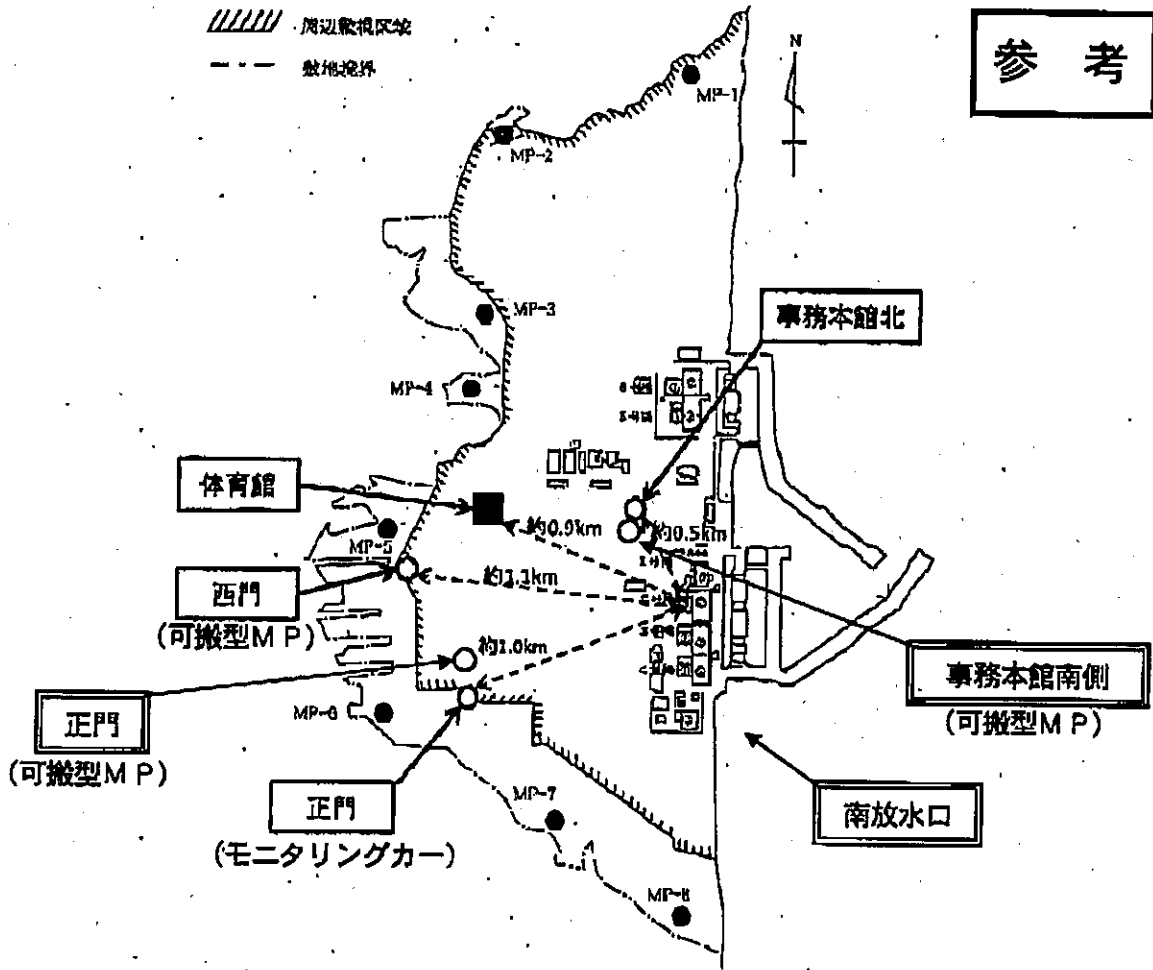 周辺監視区域
敷地境界
参 考
N
MP-1
MP-2
MP-3
事務本館北
MP-4
体育館
約0.9km
約0.5km
MP-5
約1.1km
西門
(可搬型MP)
約1.0km
事務本館南側
(可搬型MP)
正門
(可搬型MP)
MP-6
正門
(モニタリングカー)
MP-7
南放水口
MP-8